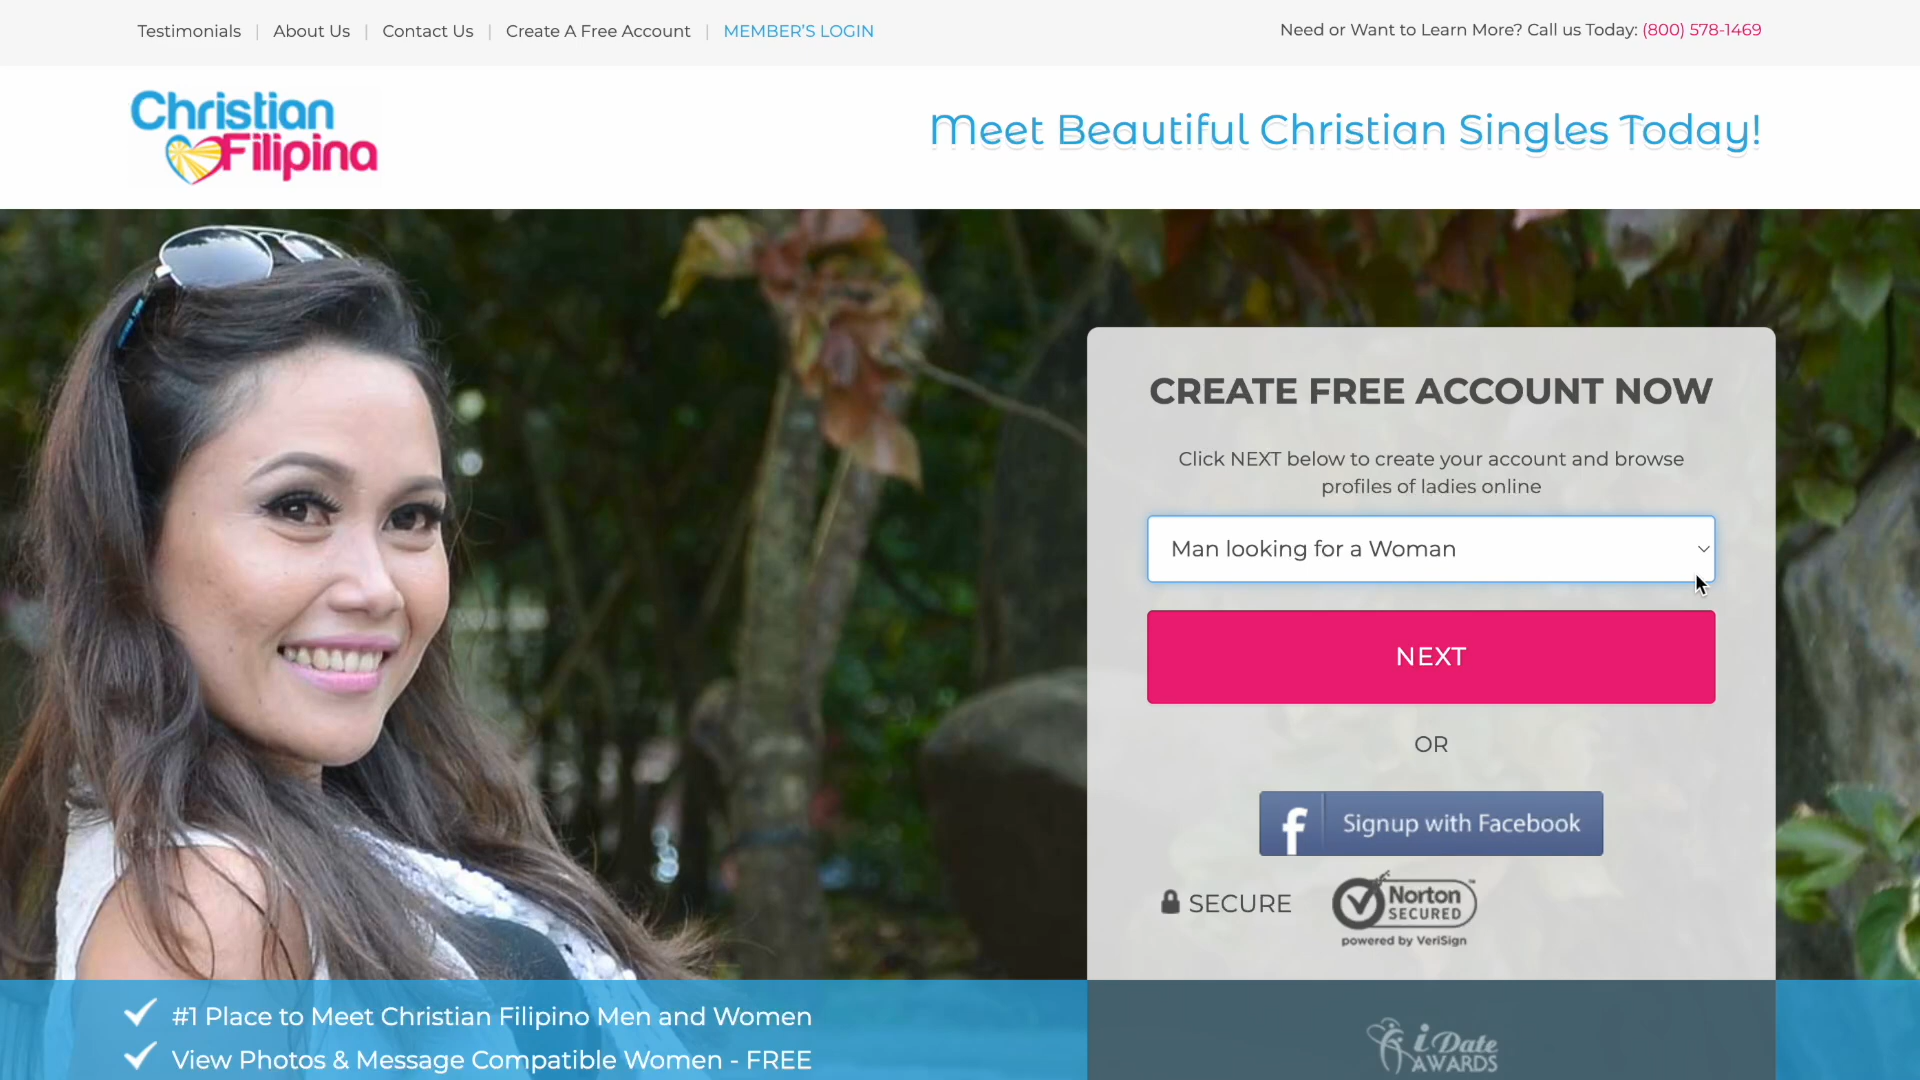 Testimonials | About Us | Contact Us | Create A Free Account | MEMBER'S LOGIN
Need or Want to Learn More? Call us Today: (800) 578-1469
Christian
Filipina
Meet Beautiful Christian Singles Today!
CREATE FREE ACCOUNT NOW
Click NEXT below to create your account and browse
profiles of ladies online
Man looking for a Woman
NEXT
OR
f Signup with Facebook
SECURE
Norton™
SECURED
powered by VeriSign
#1 Place to Meet Christian Filipino Men and Women
View Photos & Message Compatible Women - FREE
iDate
AWARDS